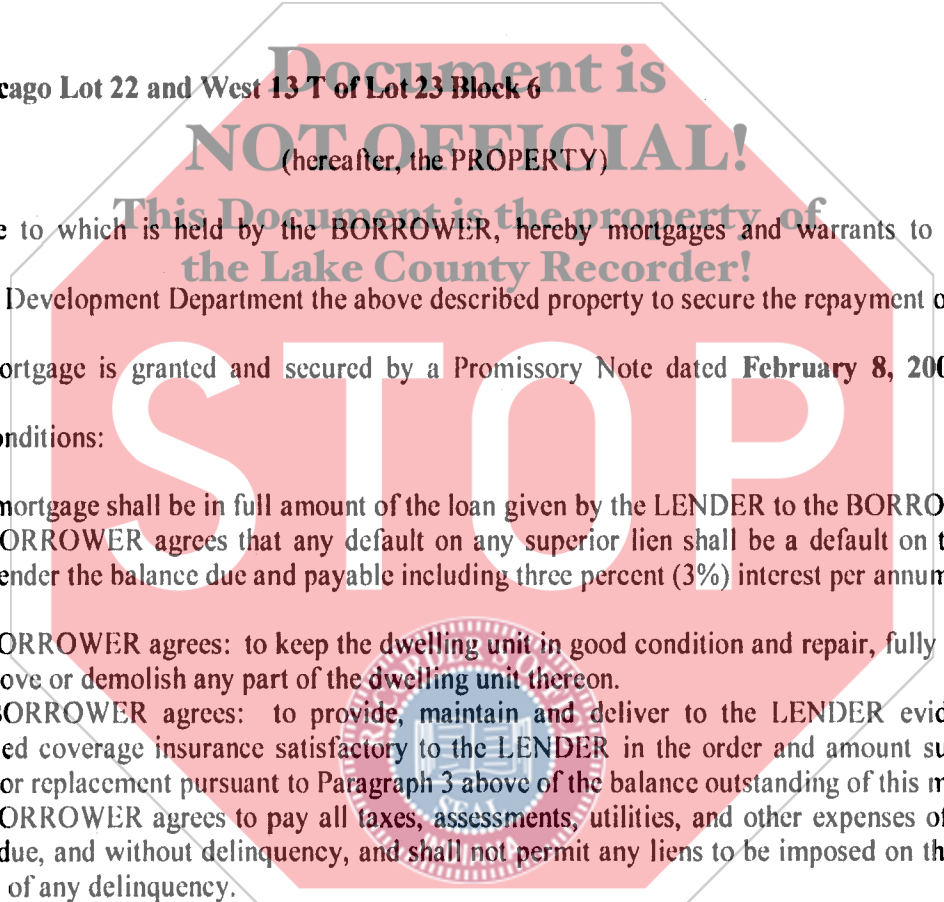 Document is
cago Lot 22 and West 13 T of Lot 23 Block 6
NOT OFFICIAL!
(hereafter, the PROPERTY)
This Document is the property of
e to which is held by the BORROWER, hereby mortgages and warrants to
the Lake County Recorder!
Development Department the above described property to secure the repayment o
ortgage is granted and secured by a Promissory Note dated February 8, 200
STOP
onditions:
mortgage shall be in full amount of the loan given by the LENDER to the BORRO
ORROWER agrees that any default on any superior lien shall be a default on t
ender the balance due and payable including three percent (3%) interest per annum
ORROWER agrees: to keep the dwelling unit in good condition and repair, fully
ove or demolish any part of the dwelling unit thereon.
BORROWER agrees: to provide, maintain and deliver to the LENDER evid
ed coverage insurance satisfactory to the LENDER in the order and amount su
or replacement pursuant to Paragraph 3 above of the balance outstanding of this m
ORROWER agrees to pay all taxes, assessments, utilities, and other expenses of
SEAL
due, and without delinquency, and shall not permit any liens to be imposed on th
of any delinquency.